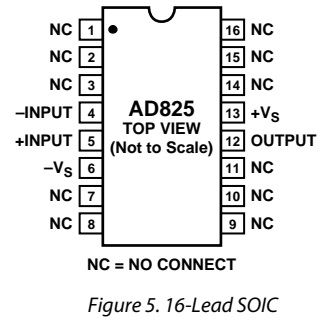 NC 1 16 NC
NC 2 15 NC
NC 3 14 NC
–INPUT 4 AD825 13 +VS
+INPUT 5 TOP VIEW 12 OUTPUT
–VS 6 (Not to Scale) 11 NC
NC 7 10 NC
NC 8 9 NC
NC = NO CONNECT
Figure 5. 16-Lead SOIC